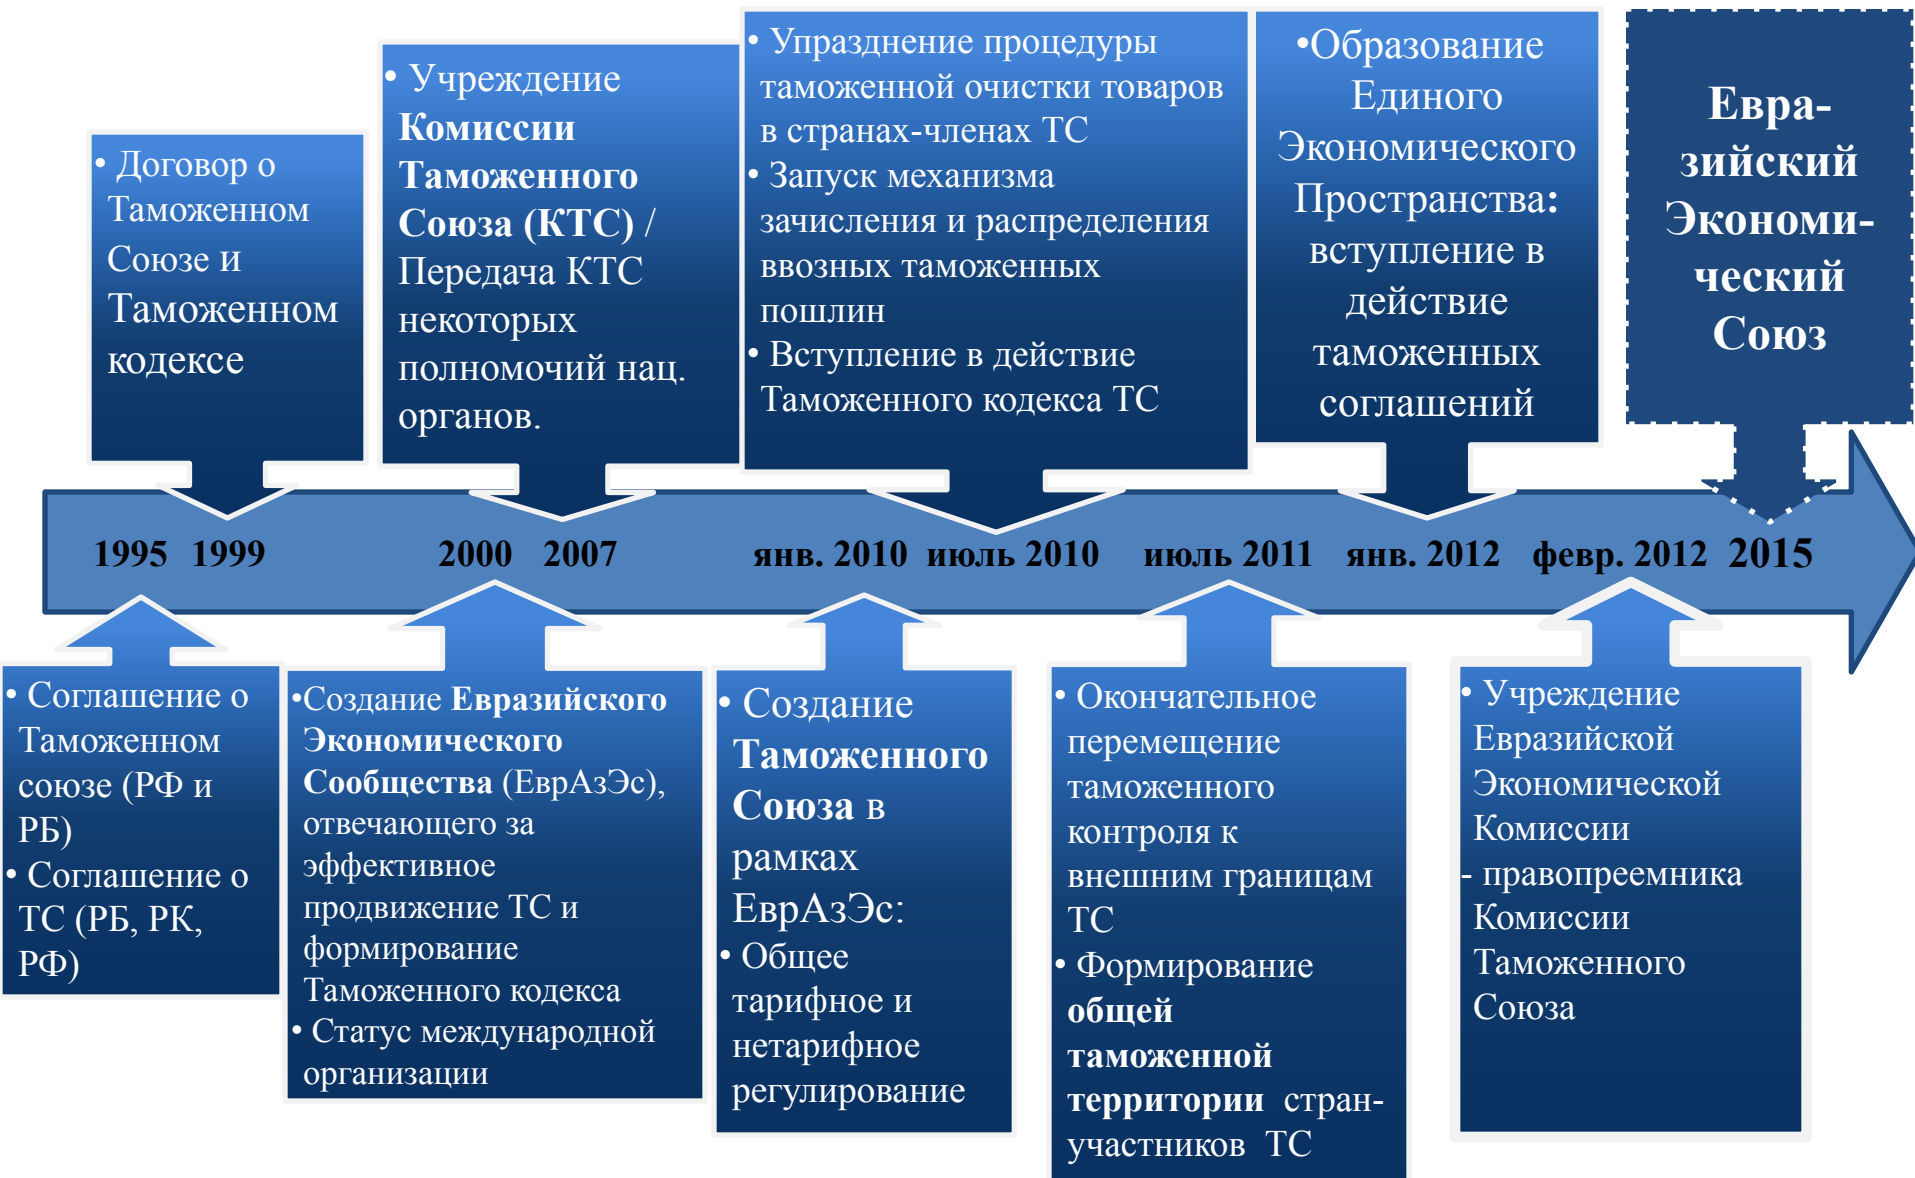 • Договор о
Таможенном
Союзе и
Таможенном
кодексе
• Учреждение
Комиссии
Таможенного
Союза (КТС) /
Передача КТС
некоторых
полномочий нац.
органов.
• Упразднение процедуры
таможенной очистки товаров
в странах-членах ТС
• Запуск механизма
зачисления и распределения
ввозных таможенных
пошлин
• Вступление в действие
Таможенного кодекса ТС
•Образование
Единого
Экономического
Пространства:
вступление в
действие
таможенных
соглашений
Евра-
зийский
Экономи-
ческий
Союз
1995 1999 2000 2007 янв. 2010 июль 2010 июль 2011 янв. 2012 февр. 2012 2015
• Соглашение о
Таможенном
союзе (РФ и
РБ)
• Соглашение о
ТС (РБ, РК,
РФ)
•Создание Евразийского
Экономического
Сообщества (ЕврАзЭс),
отвечающего за
эффективное
продвижение ТС и
формирование
Таможенного кодекса
• Статус международной
организации
• Создание
Таможенного
Союза в
рамках
ЕврАзЭс:
• Общее
тарифное и
нетарифное
регулирование
• Окончательное
перемещение
таможенного
контроля к
внешним границам
ТС
• Формирование
общей
таможенной
территории стран-
участников ТС
• Учреждение
Евразийской
Экономической
Комиссии
- правопреемника
Комиссии
Таможенного
Союза